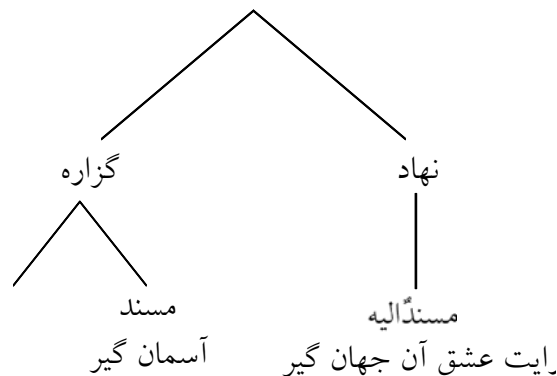 نهاد
گزاره
مسندٌالیه
مسند
رایت عشق آن جهان گیر
آسمان گیر